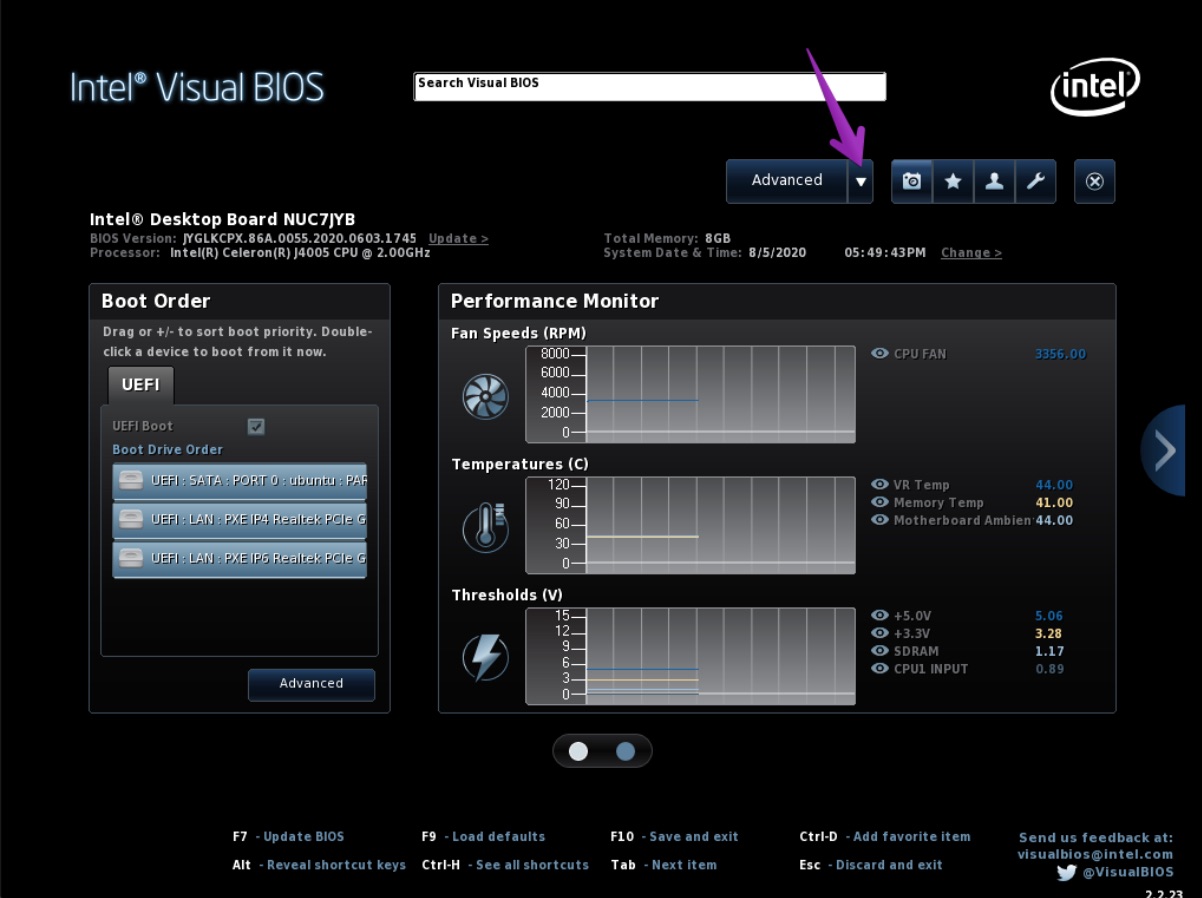 Intel® Visual BIOS
Search Visual BIOS
intel
Advanced
Intel® Desktop Board NUC7JYB
BIOS Version: JYGLKCPX.86A.0055.2020.0603.1745 Update >
Processor: Intel(R) Celeron(R) J4005 CPU @ 2.00GHz
Total Memory: 8GB
System Date & Time: 8/5/2020 05:49:43PM Change >
Boot Order
Drag or +/- to sort boot priority. Double-
click a device to boot from it now.
UEFI
UEFI Boot
Boot Drive Order
UEFI : SATA : PORT 0 : ubuntu : PAR
UEFI : LAN : PXE IP4 Realtek PCIe G
UEFI : LAN : PXE IP6 Realtek PCIe G
Advanced
Performance Monitor
Fan Speeds (RPM)
8000
6000
4000
2000
0
CPU FAN 3356.00
Temperatures (C)
120
90
60
30
0
VR Temp 44.00
Memory Temp 41.00
Motherboard Ambien 44.00
Thresholds (V)
15
12
9
6
3
0
+5.0V 5.06
+3.3V 3.28
SDRAM 1.17
CPU1 INPUT 0.89
F7 - Update BIOS F9 - Load defaults F10 - Save and exit Ctrl-D - Add favorite item
Alt - Reveal shortcut keys Ctrl-H - See all shortcuts Tab - Next item Esc - Discard and exit
Send us feedback at:
visualbios@intel.com
@VisualBIOS
2.2.23